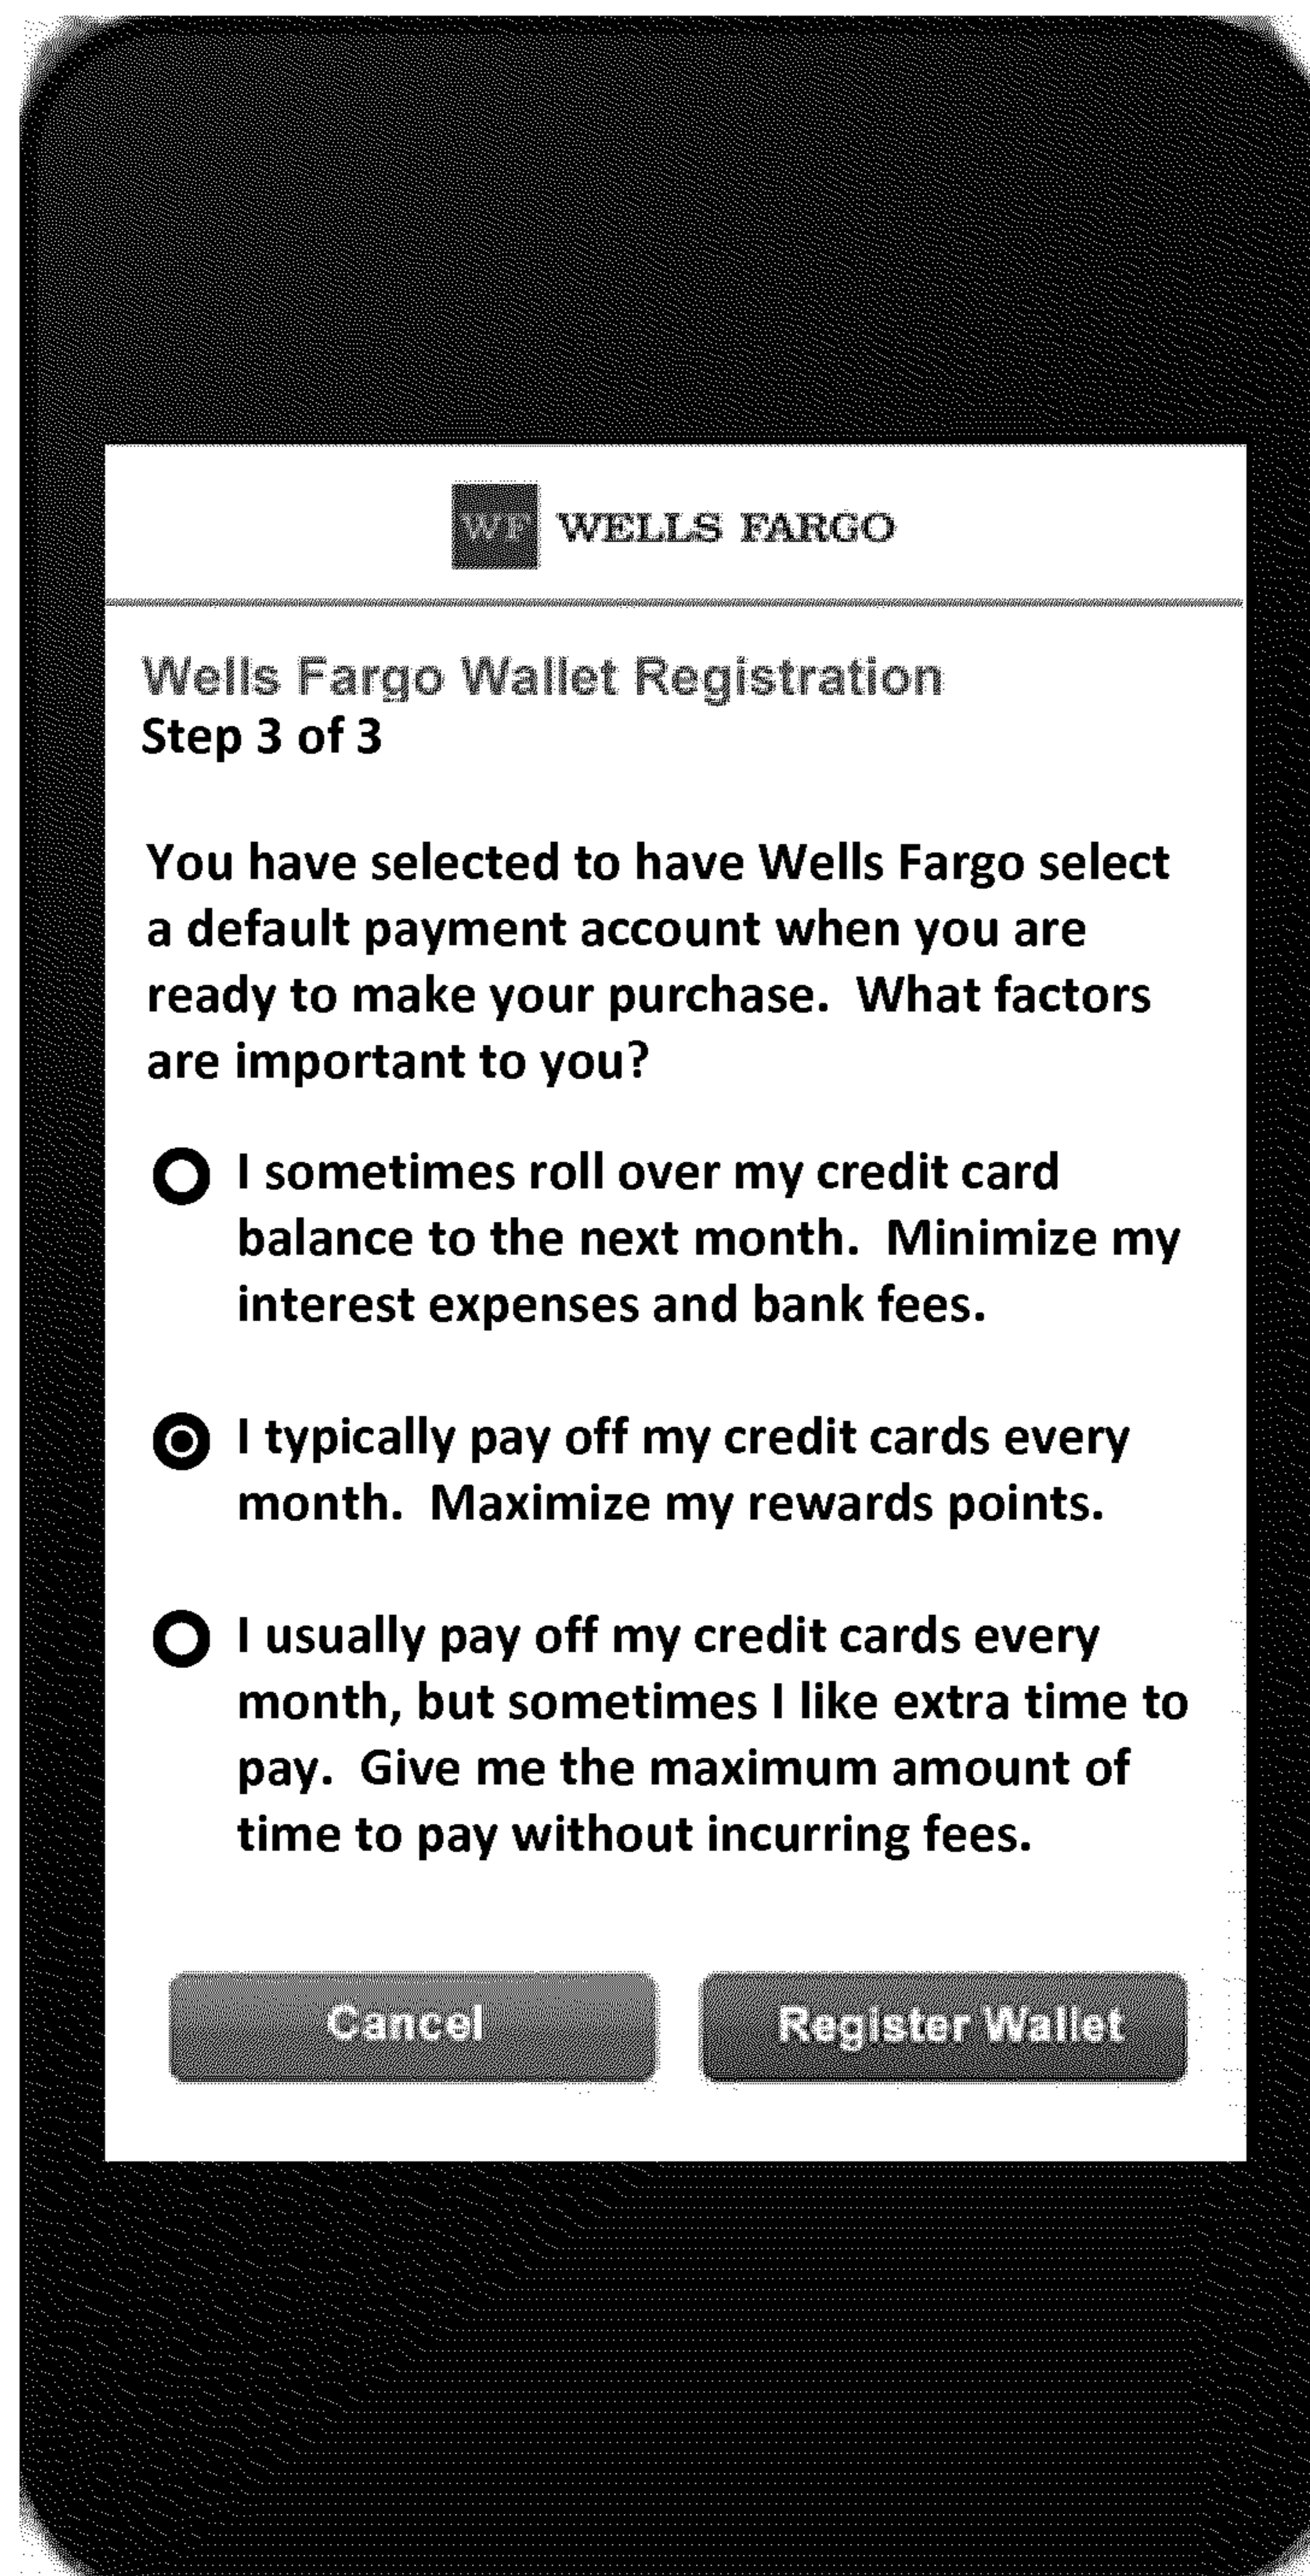 WF WELLS FARGO
Wells Fargo Wallet Registration
Step 3 of 3
You have selected to have Wells Fargo select
a default payment account when you are
ready to make your purchase.  What factors
are important to you?
I sometimes roll over my credit card
balance to the next month.  Minimize my
interest expenses and bank fees.
I typically pay off my credit cards every
month.  Maximize my rewards points.
I usually pay off my credit cards every
month, but sometimes I like extra time to
pay.  Give me the maximum amount of
time to pay without incurring fees.
Cancel Register Wallet